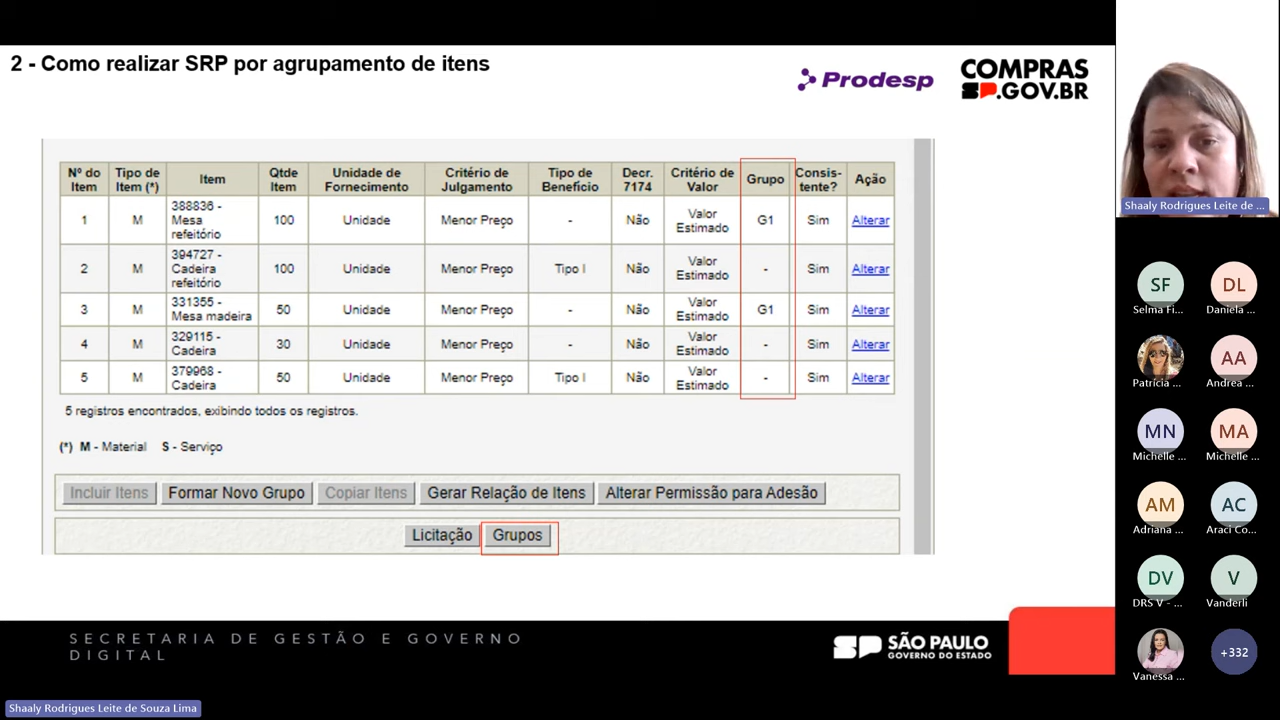 2 - Como realizar SRP por agrupamento de itens
Prodesp
COMPRAS
SP.GOV.BR
Nº do Item Tipo de Item (*) Item Qtde Item Unidade de Fornecimento Critério de Julgamento Tipo de Benefício Decr. 7174 Critério de Valor Grupo Consis-tente? Ação
1 M 388836 - Mesa refeitório 100 Unidade Menor Preço - Não Valor Estimado G1 Sim Alterar
2 M 394727 - Cadeira refeitório 100 Unidade Menor Preço Tipo I Não Valor Estimado - Sim Alterar
3 M 331355 - Mesa madeira 50 Unidade Menor Preço - Não Valor Estimado G1 Sim Alterar
4 M 329115 - Cadeira 30 Unidade Menor Preço - Não Valor Estimado - Sim Alterar
5 M 379968 - Cadeira 50 Unidade Menor Preço Tipo I Não Valor Estimado - Sim Alterar
5 registros encontrados, exibindo todos os registros.
(*) M - Material S - Serviço
Incluir Itens Formar Novo Grupo Copiar Itens Gerar Relação de Itens Alterar Permissão para Adesão
Licitação Grupos
SECRETARIA DE GESTÃO E GOVERNO
DIGITAL
SP SÃO PAULO
GOVERNO DO ESTADO
Shaaly Rodrigues Leite de Souza Lima
Shaaly Rodrigues Leite de ...
SF DL
Selma Fi... Daniela ...
AA
Patrícia ... Andrea ...
MN MA
Michelle ... Michelle ...
AM AC
Adriana ... Araci Co...
DV V
DRS V - ... Vanderli
+332
Vanessa ...